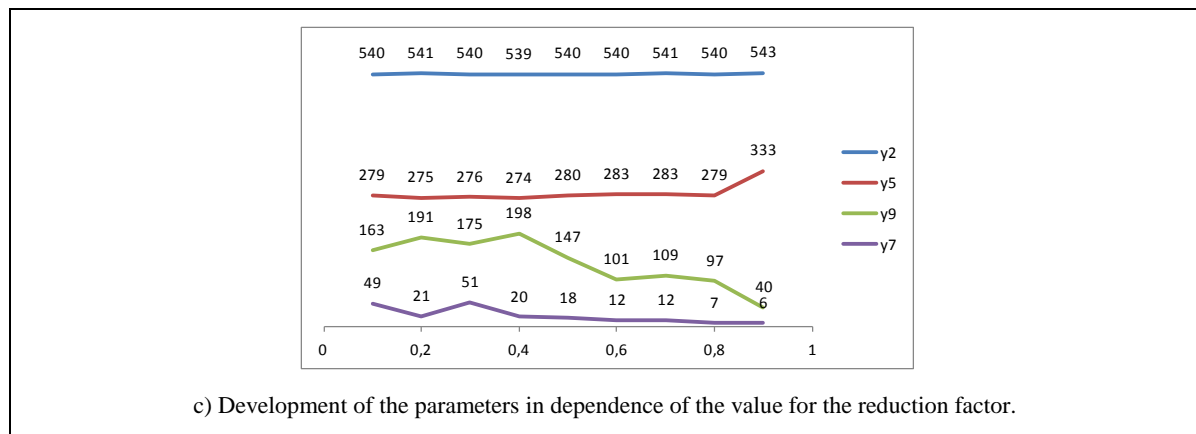 540 541 540 539 540 540 541 540 543
y2
333
279 275 276 274 280 283 283 279
y5
163 191 175 198 147 101 109 97 40
y9
49 21 51 20 18 12 12 7 6
y7
0 0,2 0,4 0,6 0,8 1
c) Development of the parameters in dependence of the value for the reduction factor.